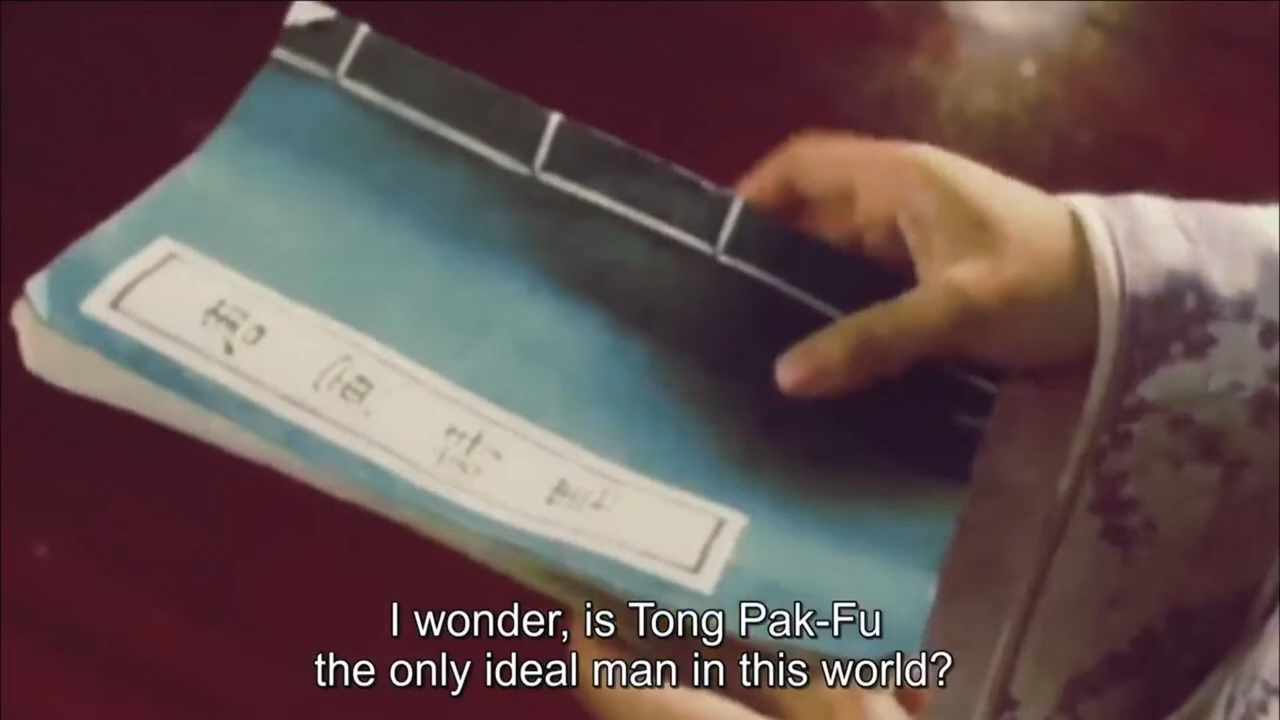 I wonder, is Tong Pak-Fu
the only ideal man in this world?